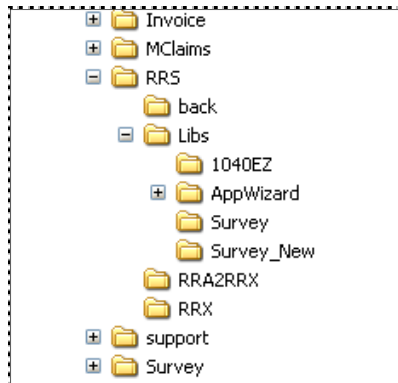 Invoice
MClaims
RRS
back
Libs
1040EZ
AppWizard
Survey
Survey_New
RRA2RRX
RRX
support
Survey